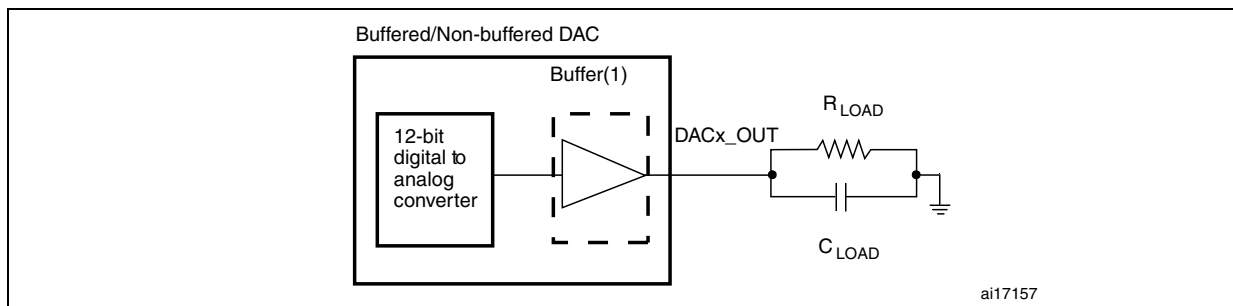 Buffered/Non-buffered DAC
Buffer(1)
12-bit
digital to
analog
converter
DACx_OUT
R LOAD
C LOAD
ai17157